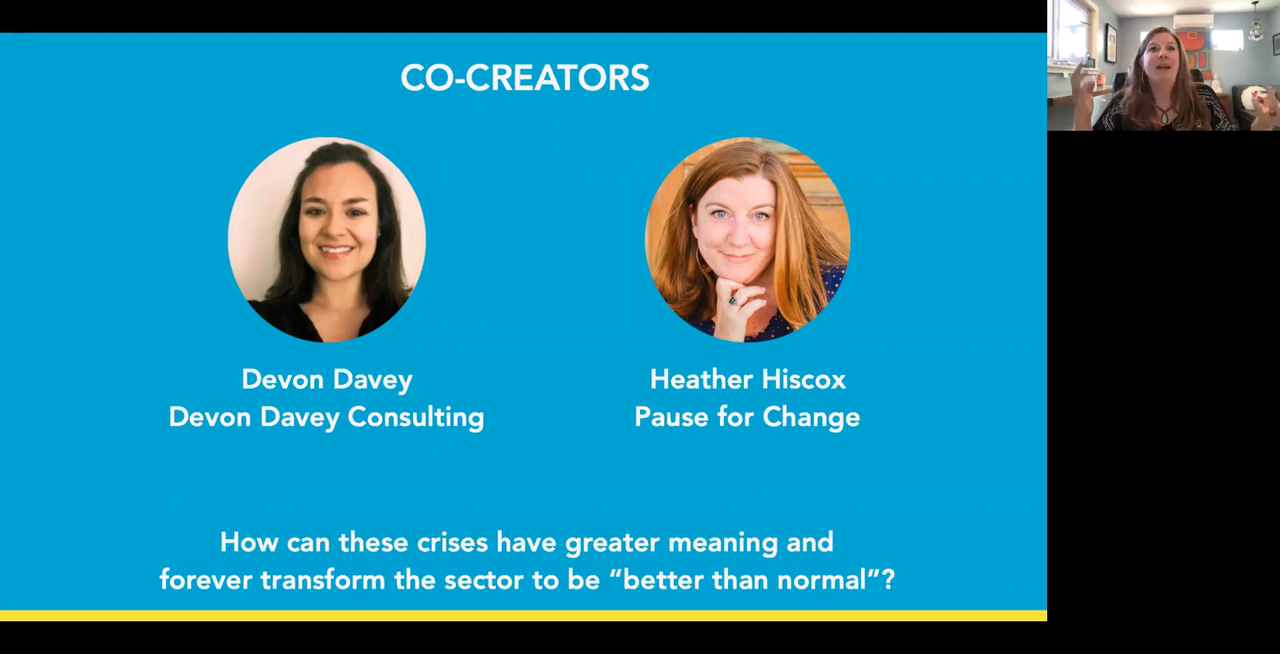 CO-CREATORS
Devon Davey
Devon Davey Consulting
Heather Hiscox
Pause for Change
How can these crises have greater meaning and
forever transform the sector to be “better than normal”?